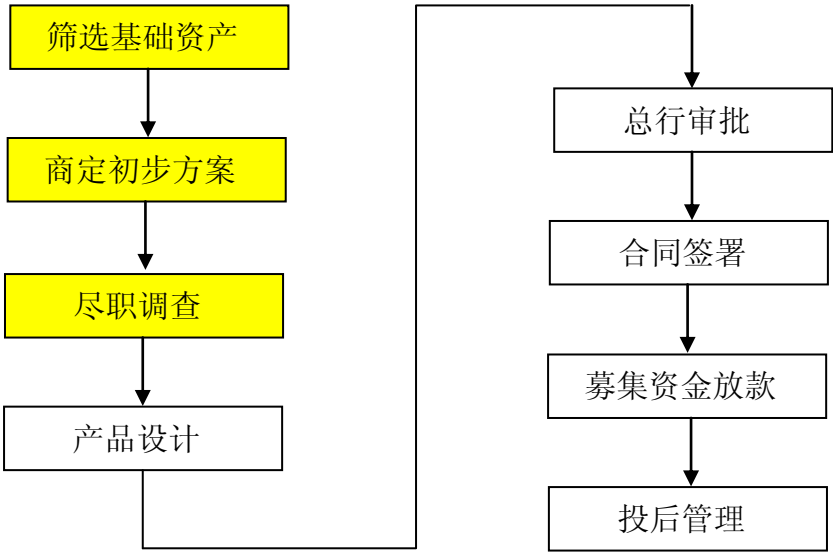 筛选基础资产
商定初步方案
尽职调查
产品设计
总行审批
合同签署
募集资金放款
投后管理